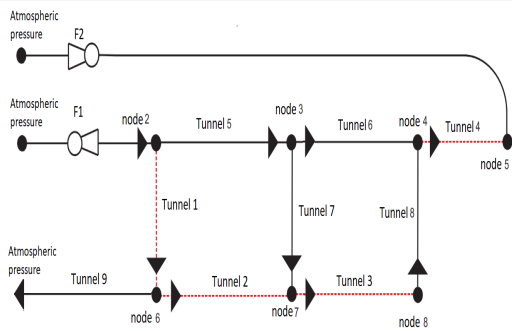 Atmospheric
pressure
F2
Atmospheric
pressure
F1
node 2
Tunnel 5
node 3
Tunnel 6
node 4
Tunnel 4
node 5
Tunnel 1
Tunnel 7
Tunnel 8
Atmospheric
pressure
Tunnel 9
Tunnel 2
Tunnel 3
node 6
node7
node 8